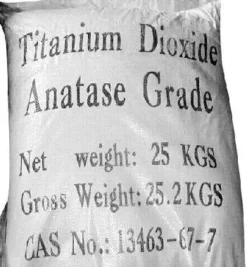 Titanium Dioxide
Anatase Grade
Net weight: 25 KGS
Gross Weight: 25.2 KGS
CAS No.: 13463-67-7